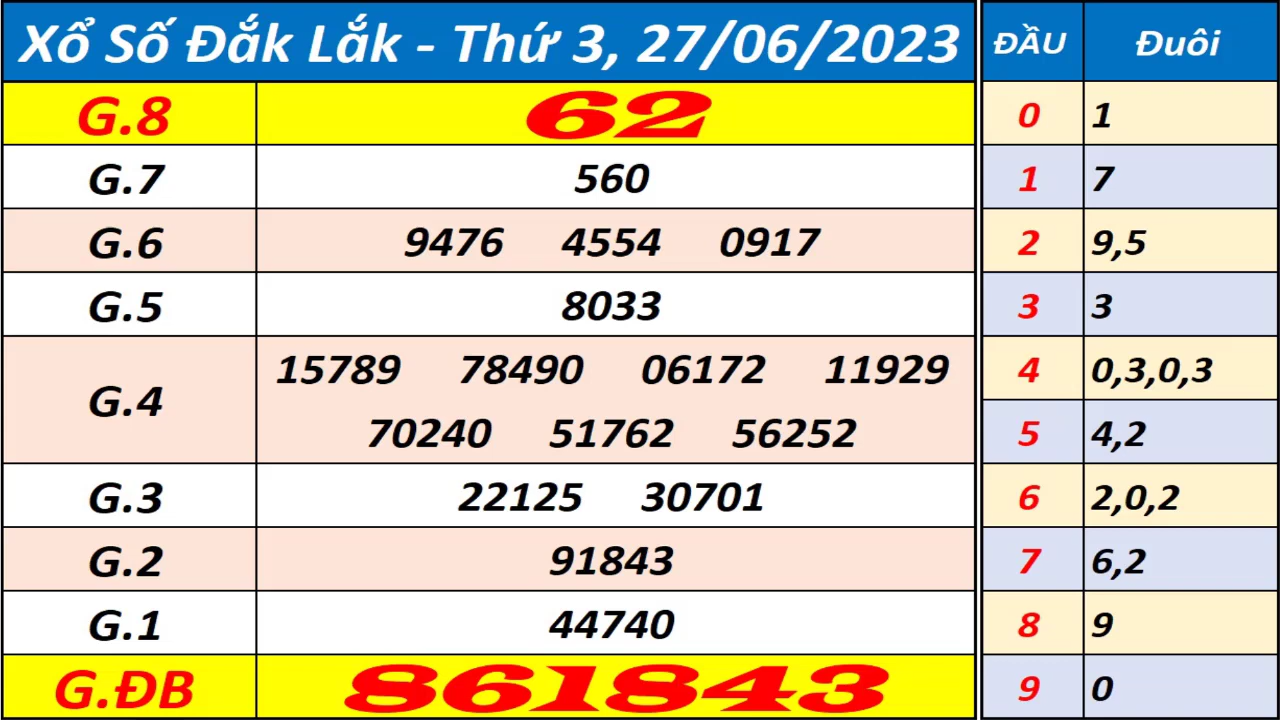 Xổ Số Đắk Lắk - Thứ 3, 27/06/2023 ĐẦU Đuôi
G.8 62 0 1
G.7 560 1 7
G.6 9476 4554 0917 2 9,5
G.5 8033 3 3
G.4 15789 78490 06172 11929 4 0,3,0,3
70240 51762 56252 5 4,2
G.3 22125 30701 6 2,0,2
G.2 91843 7 6,2
G.1 44740 8 9
G.ĐB 861843 9 0